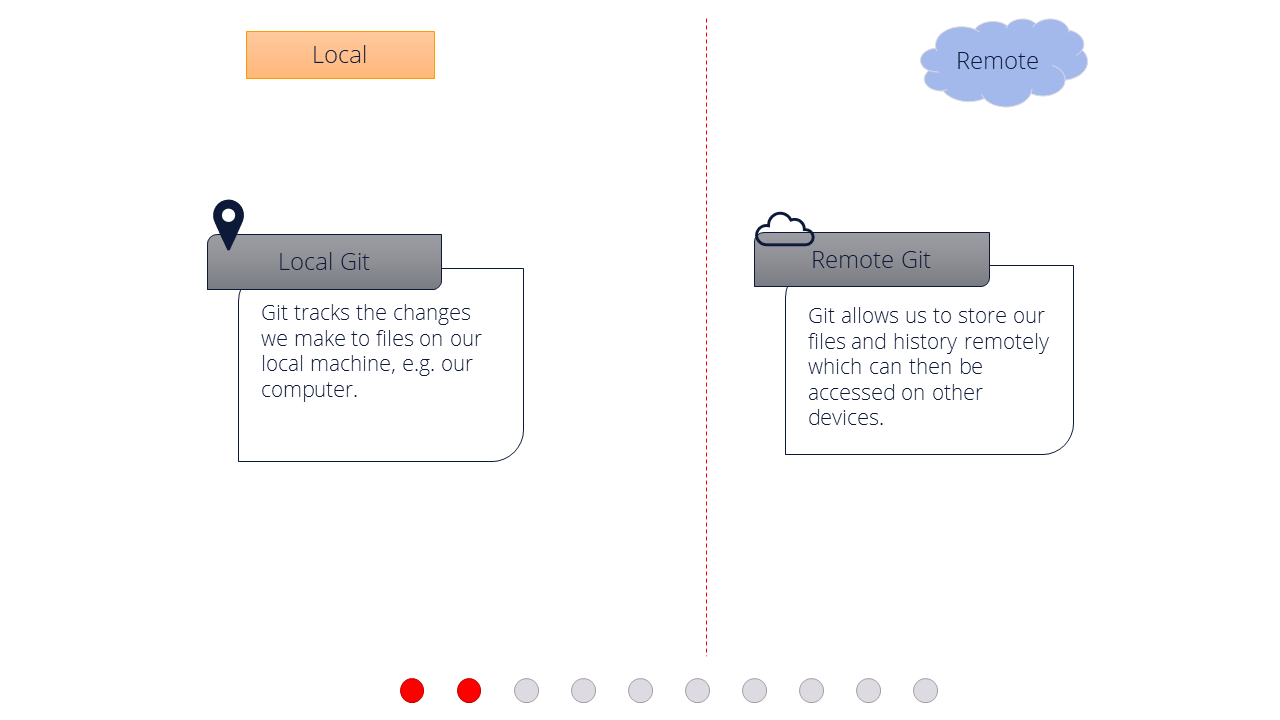 Local
Remote
Local Git
Git tracks the changes
we make to files on our
local machine, e.g. our
computer.
Remote Git
Git allows us to store our
files and history remotely
which can then be
accessed on other
devices.